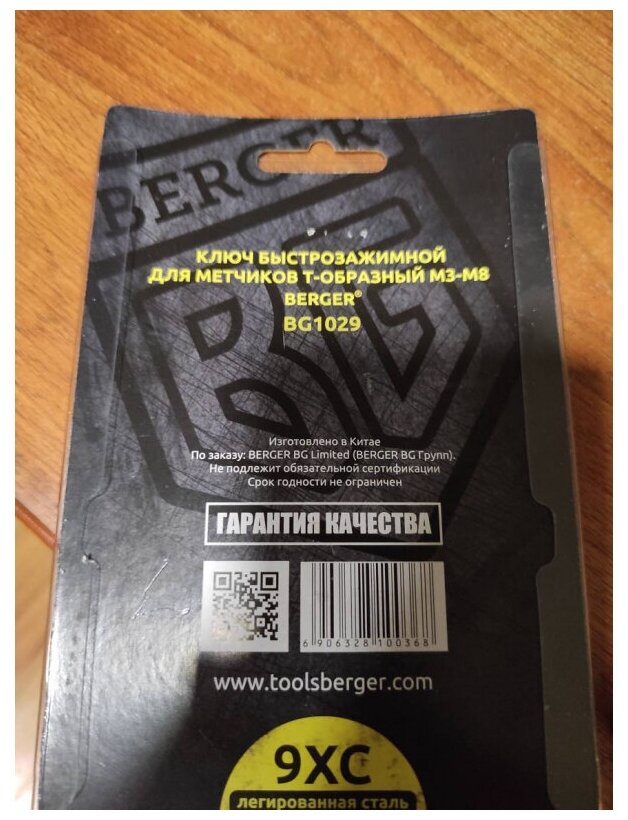 BERGER
КЛЮЧ БЫСТРОЗАЖИМНОЙ
ДЛЯ МЕТЧИКОВ Т-ОБРАЗНЫЙ М3-М8
BERGER®
BG1029
Изготовлено в Китае
По заказу: BERGER BG Limited (BERGER BG Групп).
Не подлежит обязательной сертификации
Срок годности не ограничен
ГАРАНТИЯ КАЧЕСТВА
6 906328 100368
www.toolsberger.com
9ХС
легированная сталь